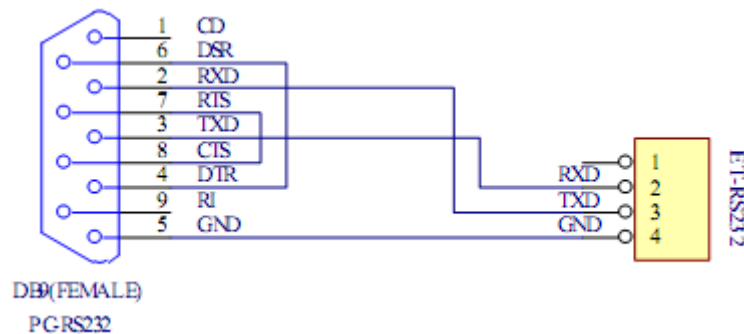 1 CD
6 DSR
2 RXD
7 RTS
3 TXD
8 CTS
4 DTR
9 RI
5 GND
1
RXD 2
TXD 3
GND 4
ET-RS232
DB9(FEMALE)
PC-RS232